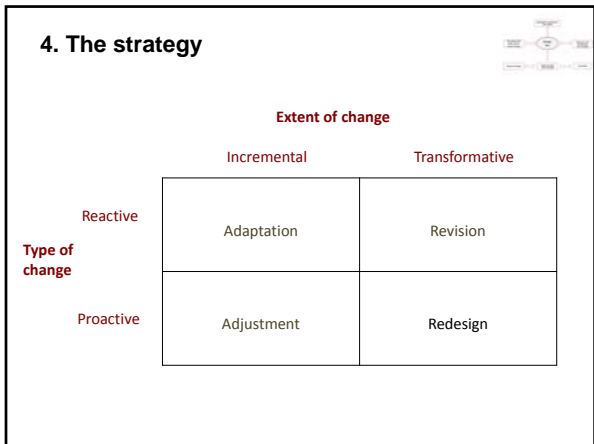 4. The strategy
Extent of change
Incremental Transformative
Reactive
Adaptation Revision
Type of
change
Proactive Adjustment Redesign